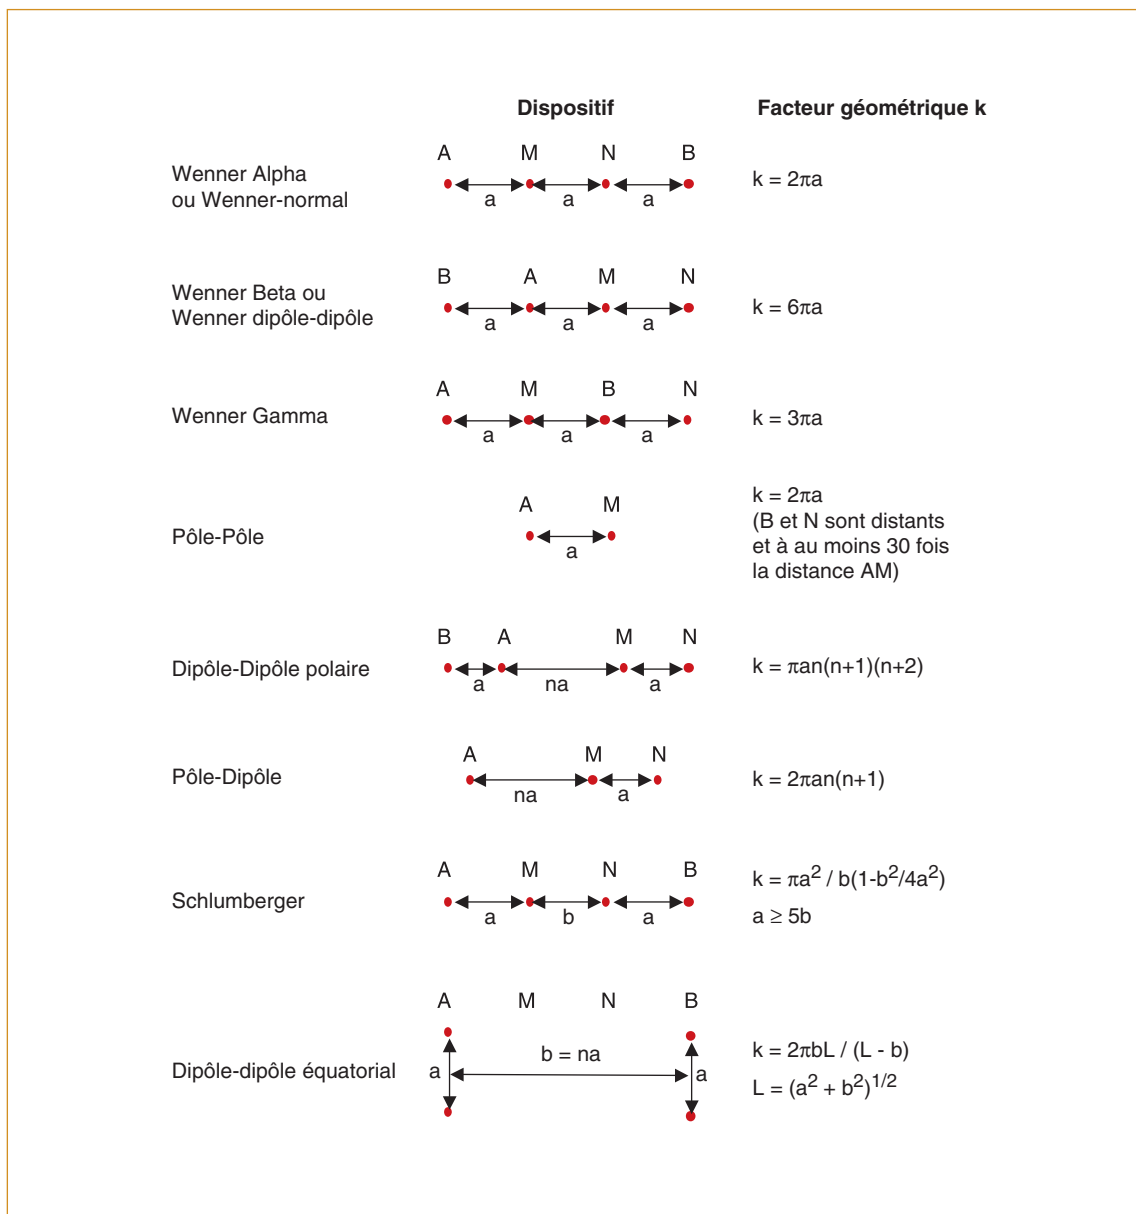 Dispositif Facteur géométrique k
A M N B
Wenner Alpha
ou Wenner-normal
k = 2πa
a a a
B A M N
Wenner Beta ou
Wenner dipôle-dipôle
k = 6πa
a a a
A M B N
Wenner Gamma
k = 3πa
a a a
A M
Pôle-Pôle
a
k = 2πa
(B et N sont distants
et à au moins 30 fois
la distance AM)
B A M N
Dipôle-Dipôle polaire
k = πan(n+1)(n+2)
a na a
A M N
Pôle-Dipôle
k = 2πan(n+1)
na a
A M N B
Schlumberger
k = πa² / b(1-b²/4a²)
a ≥ 5b
a b a
A M N B
Dipôle-dipôle équatorial
b = na
a a
k = 2πbL / (L - b)
L = (a² + b²)^1/2